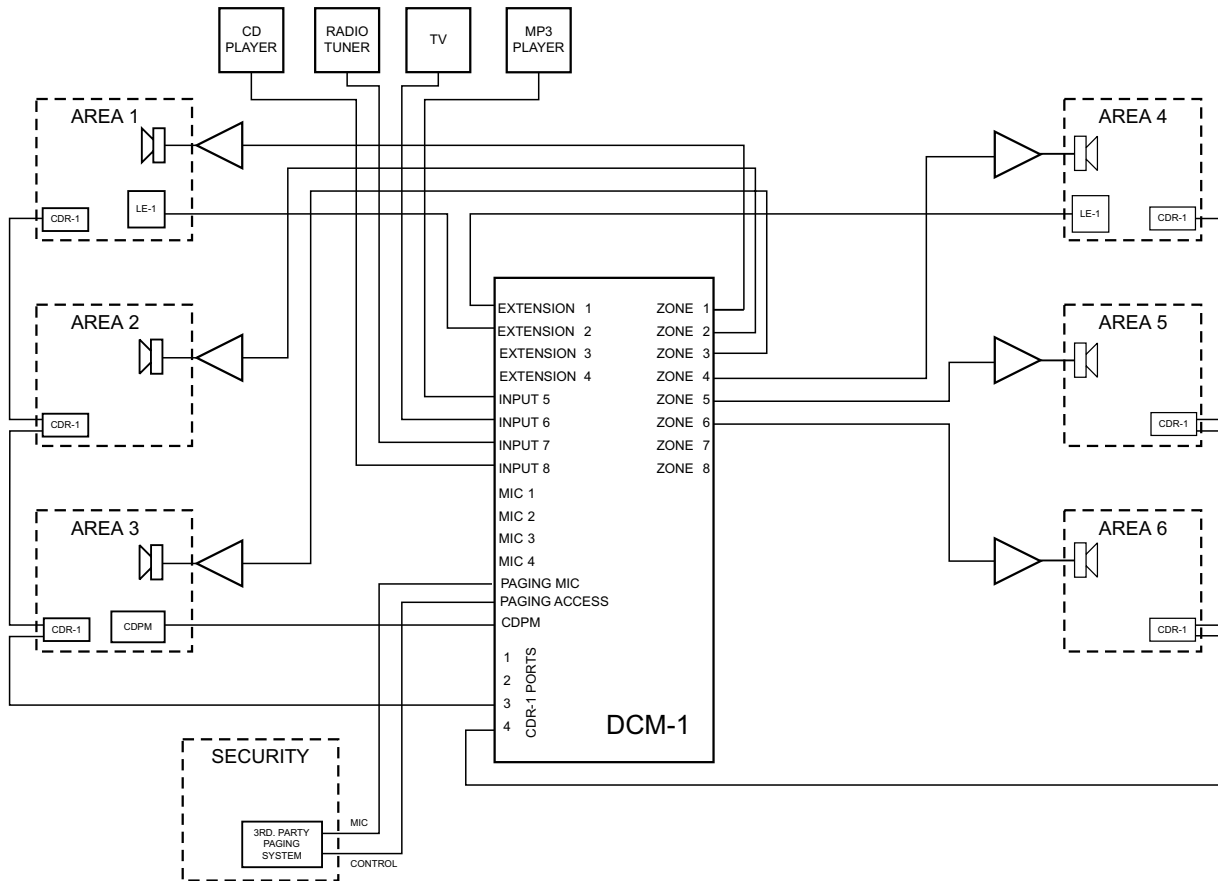 CD
PLAYER
RADIO
TUNER
TV
MP3
PLAYER
AREA 1
CDR-1
LE-1
AREA 2
CDR-1
AREA 3
CDR-1
CDPM
EXTENSION 1
EXTENSION 2
EXTENSION 3
EXTENSION 4
INPUT 5
INPUT 6
INPUT 7
INPUT 8
MIC 1
MIC 2
MIC 3
MIC 4
PAGING MIC
PAGING ACCESS
CDPM
1
2
3
4
CDR-1 PORTS
ZONE 1
ZONE 2
ZONE 3
ZONE 4
ZONE 5
ZONE 6
ZONE 7
ZONE 8
DCM-1
AREA 4
LE-1
CDR-1
AREA 5
CDR-1
AREA 6
CDR-1
SECURITY
3RD. PARTY
PAGING
SYSTEM
MIC
CONTROL